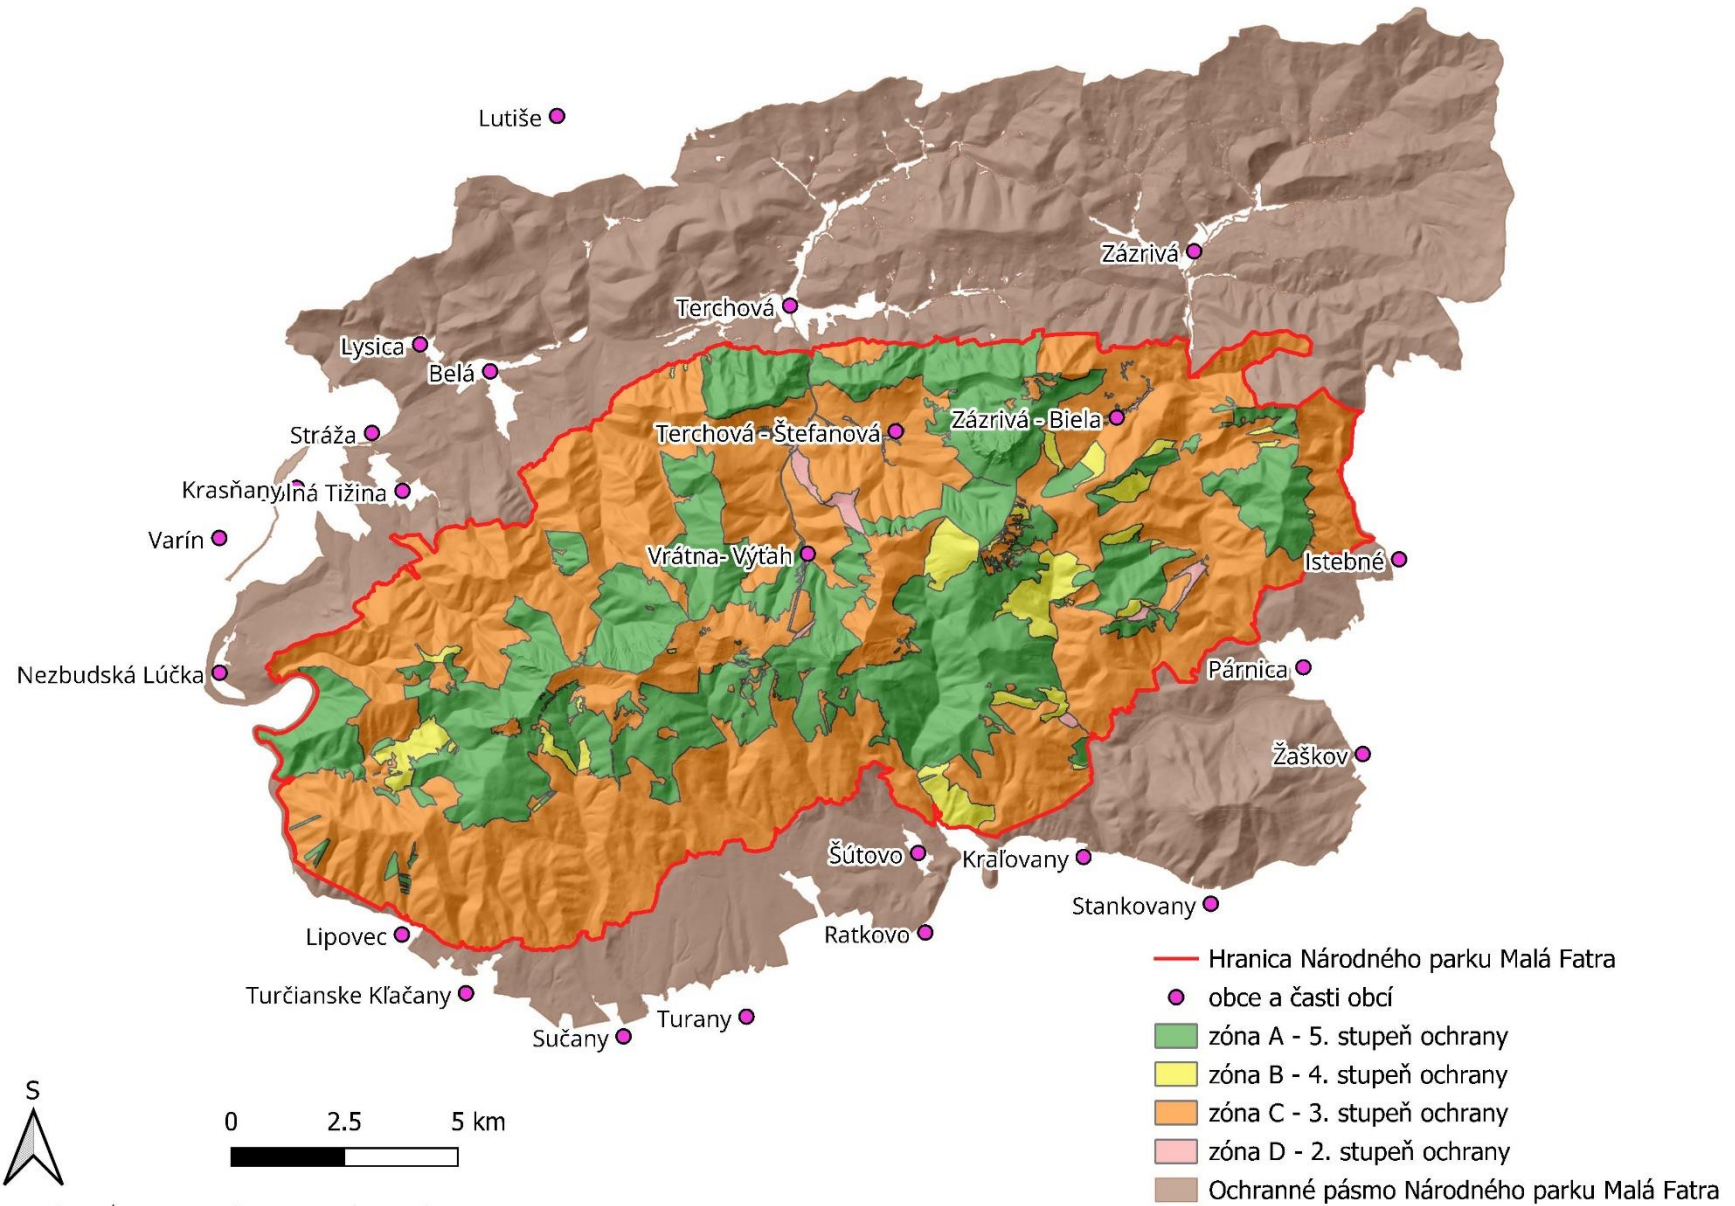 Lutiše
Zázrivá
Terchová
Lysica
Belá
Zázrivá - Biela
Stráža
Terchová - Štefanová
Krasňany
lná Tižina
Varín
Vrátna- Výťah
Istebné
Párnica
Nezbudská Lúčka
Žaškov
Šútovo
Kraľovany
Stankovany
Lipovec
Ratkovo
Turčianske Kľačany
Turany
Sučany
Hranica Národného parku Malá Fatra
obce a časti obcí
zóna A - 5. stupeň ochrany
zóna B - 4. stupeň ochrany
zóna C - 3. stupeň ochrany
zóna D - 2. stupeň ochrany
Ochranné pásmo Národného parku Malá Fatra
S
0 2.5 5 km